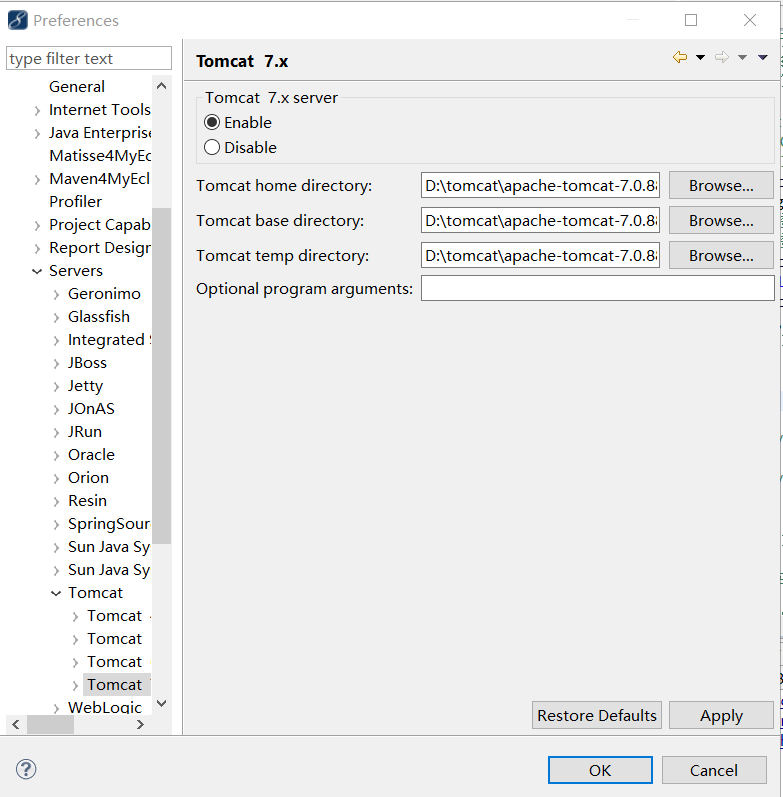 Preferences
type filter text
General
Internet Tools
Java Enterprise
Matisse4MyEc
Maven4MyEcl
Profiler
Project Capab
Report Design
Servers
Geronimo
Glassfish
Integrated
JBoss
Jetty
JOnAS
JRun
Oracle
Orion
Resin
SpringSour
Sun Java Sy
Sun Java Sy
Tomcat
Tomcat
Tomcat
Tomcat
Tomcat
WebLogic
Tomcat 7.x
Tomcat 7.x server
Enable
Disable
Tomcat home directory: D:\tomcat\apache-tomcat-7.0.88 Browse...
Tomcat base directory: D:\tomcat\apache-tomcat-7.0.88 Browse...
Tomcat temp directory: D:\tomcat\apache-tomcat-7.0.88 Browse...
Optional program arguments:
Restore Defaults Apply
OK Cancel